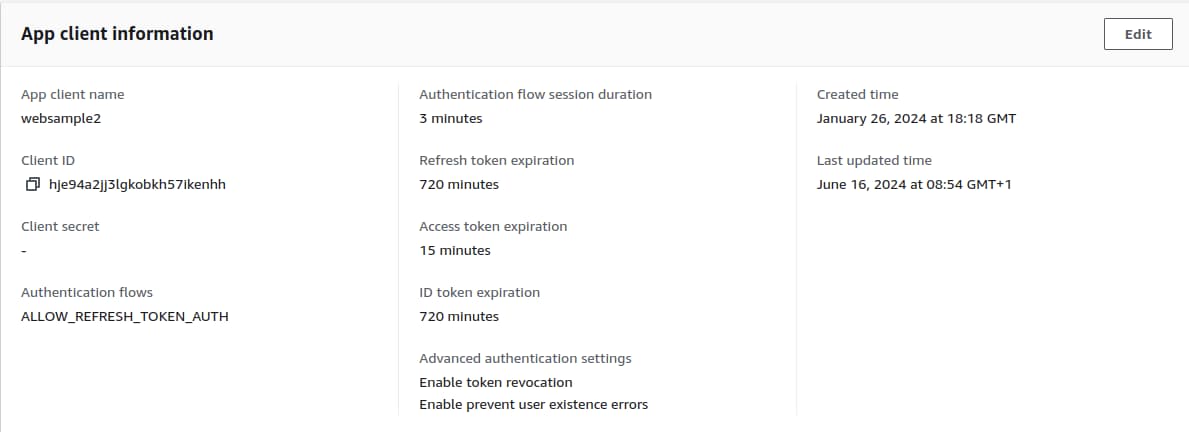 App client information
Edit
App client name
websample2
Client ID
hje94a2jj3lgkobkh57ikenhh
Client secret
-
Authentication flows
ALLOW_REFRESH_TOKEN_AUTH
Authentication flow session duration
3 minutes
Refresh token expiration
720 minutes
Access token expiration
15 minutes
ID token expiration
720 minutes
Advanced authentication settings
Enable token revocation
Enable prevent user existence errors
Created time
January 26, 2024 at 18:18 GMT
Last updated time
June 16, 2024 at 08:54 GMT+1